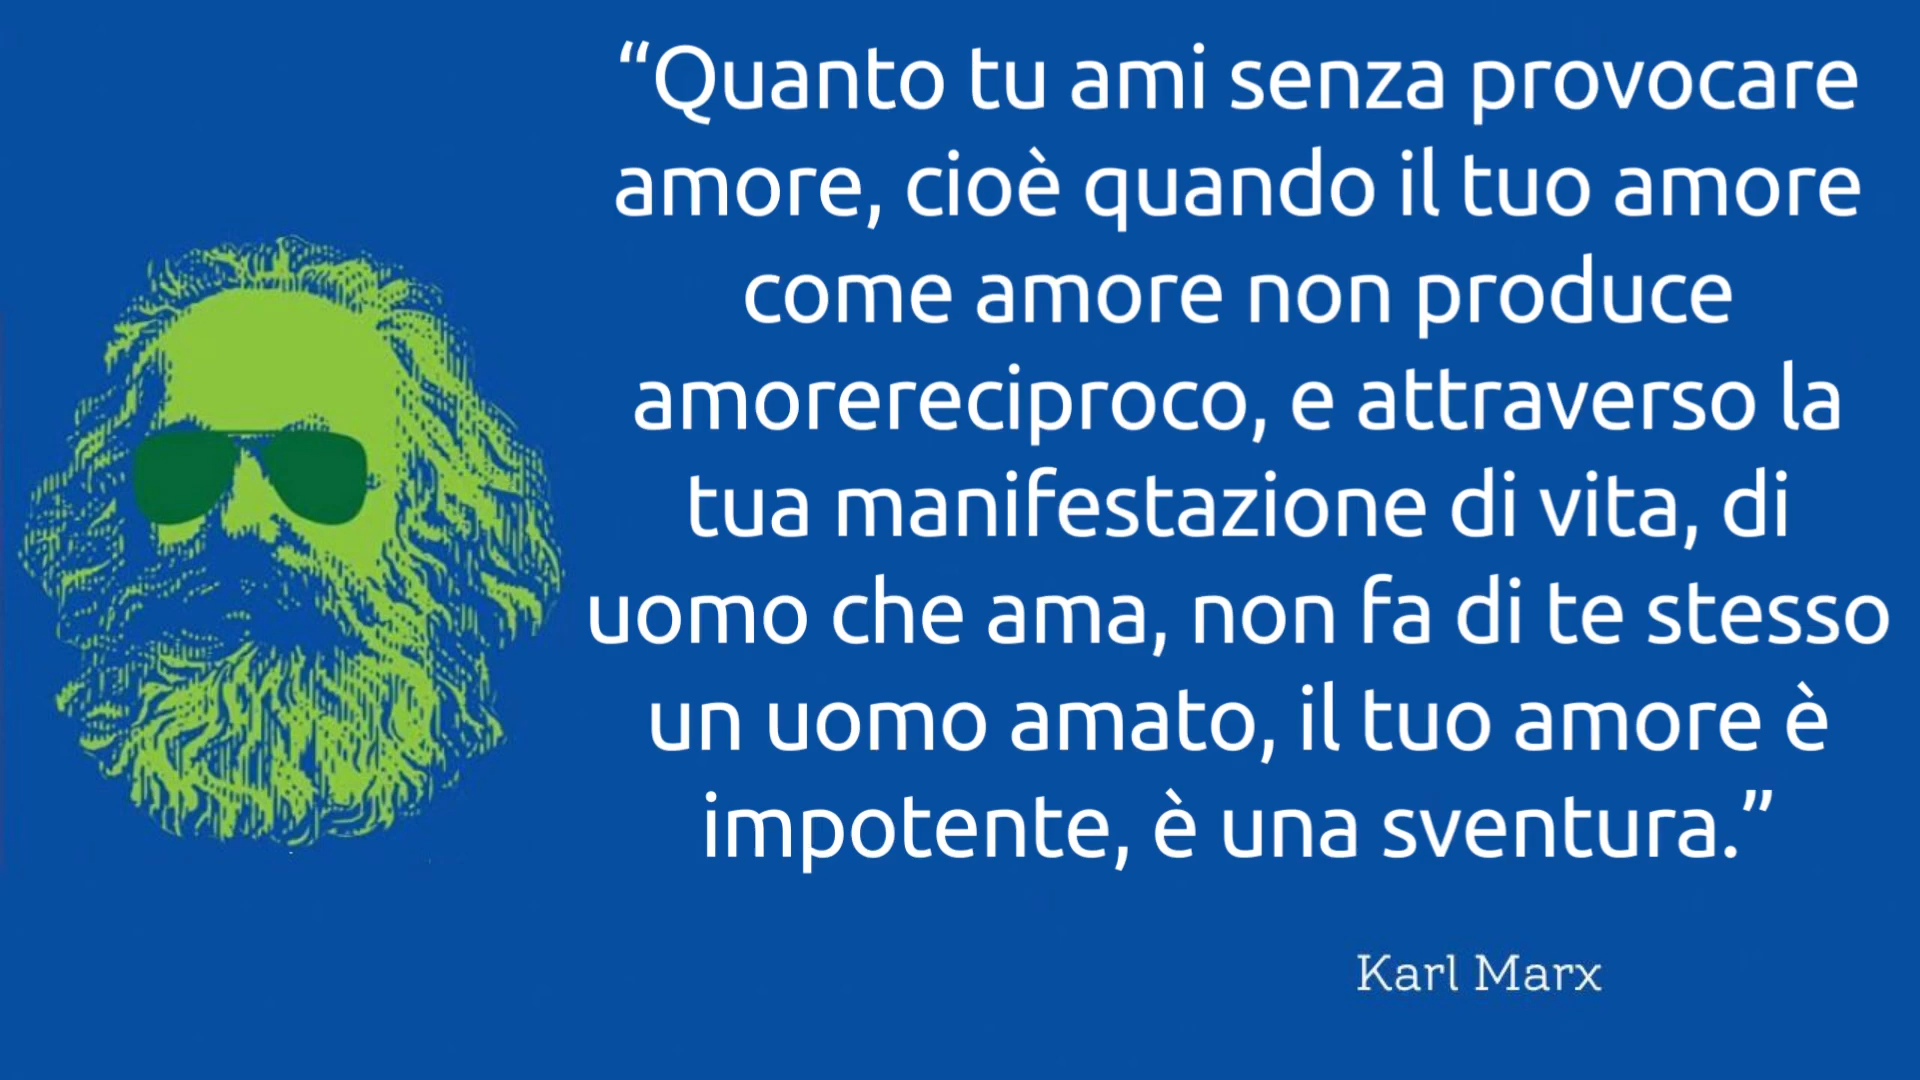 “Quanto tu ami senza provocare
amore, cioè quando il tuo amore
come amore non produce
amorereciproco, e attraverso la
tua manifestazione di vita, di
uomo che ama, non fa di te stesso
un uomo amato, il tuo amore è
impotente, è una sventura.”
Karl Marx